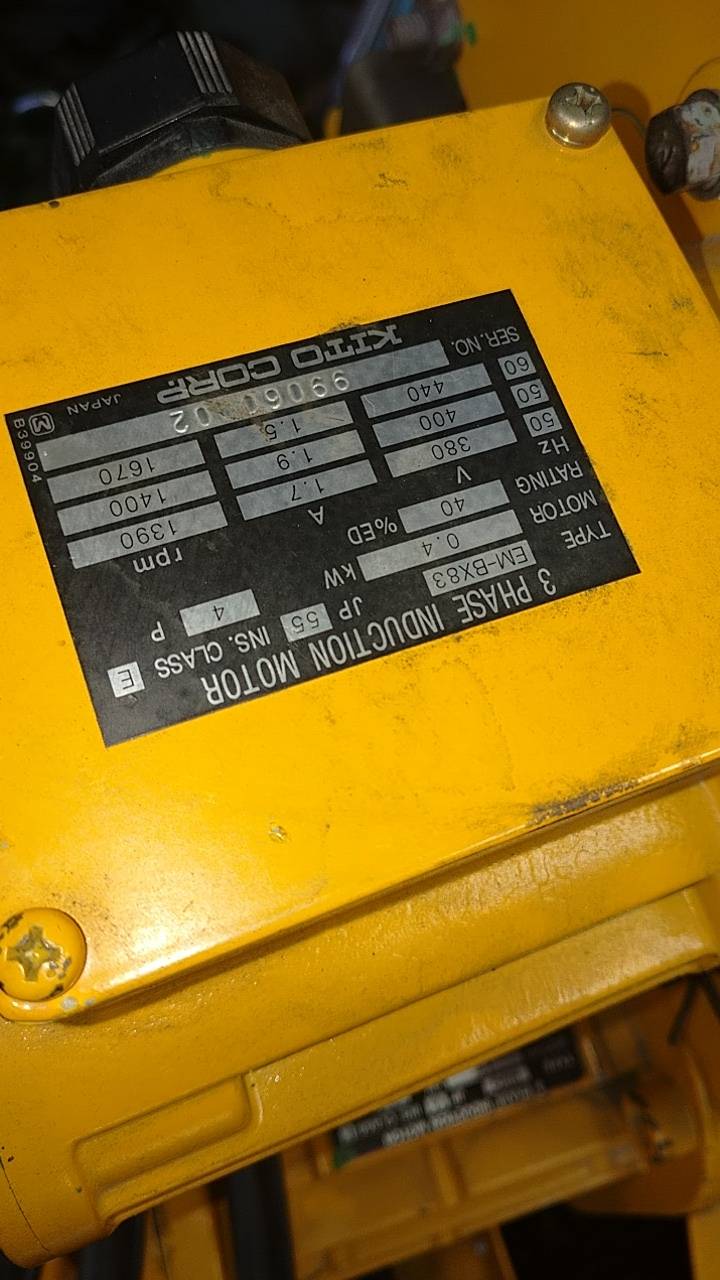 3 PHASE INDUCTION MOTOR
TYPE EM-BX83 JP 55 INS. CLASS E
MOTOR 0.4 kW 4 P
RATING 40 %ED
Hz V A rpm
50 380 1.7 1390
50 400 1.9 1400
60 440 1.5 1670
SER. NO.
KITO CORP. JAPAN
M B39904